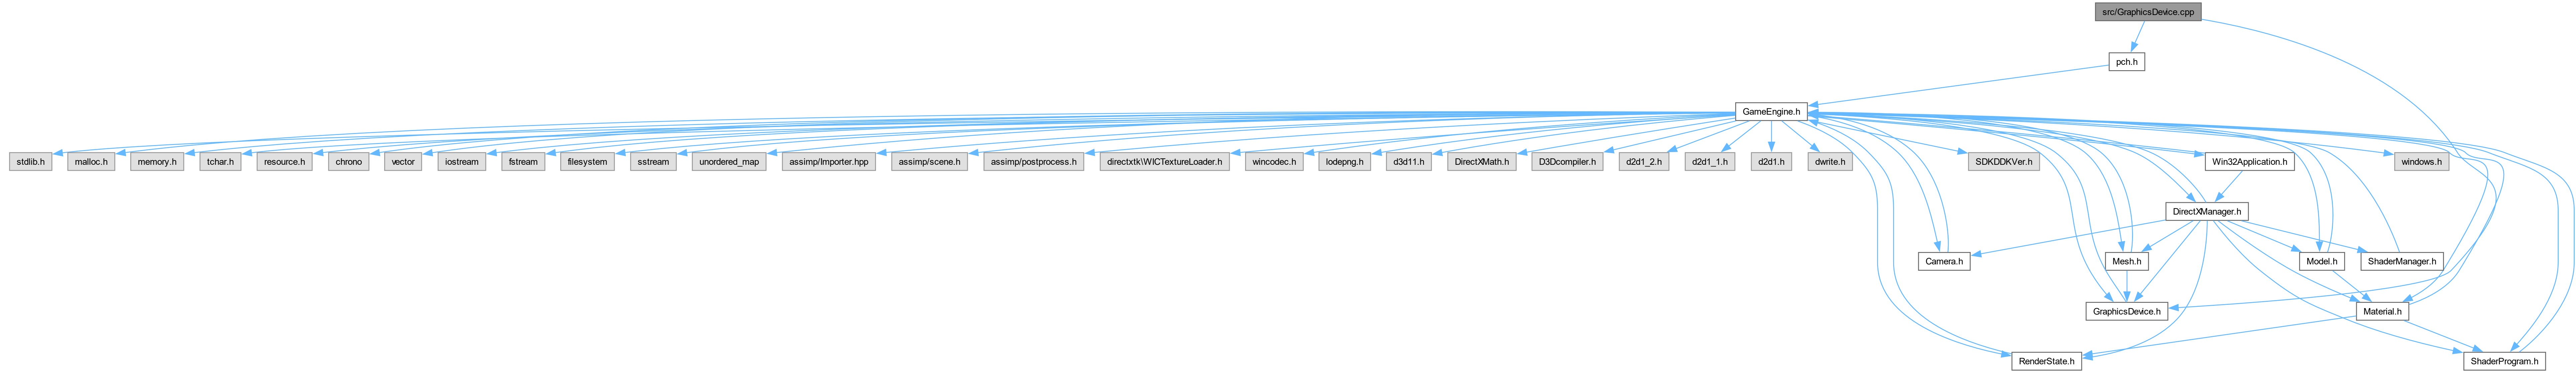 src/GraphicsDevice.cpp
pch.h
GameEngine.h
stdlib.h
malloc.h
memory.h
tchar.h
resource.h
chrono
vector
iostream
fstream
filesystem
sstream
unordered_map
assimp/Importer.hpp
assimp/scene.h
assimp/postprocess.h
directxtk\WICTextureLoader.h
wincodec.h
lodepng.h
d3d11.h
DirectXMath.h
D3Dcompiler.h
d2d1_2.h
d2d1_1.h
d2d1.h
dwrite.h
SDKDDKVer.h
Win32Application.h
windows.h
DirectXManager.h
Camera.h
Mesh.h
Model.h
ShaderManager.h
GraphicsDevice.h
Material.h
RenderState.h
ShaderProgram.h